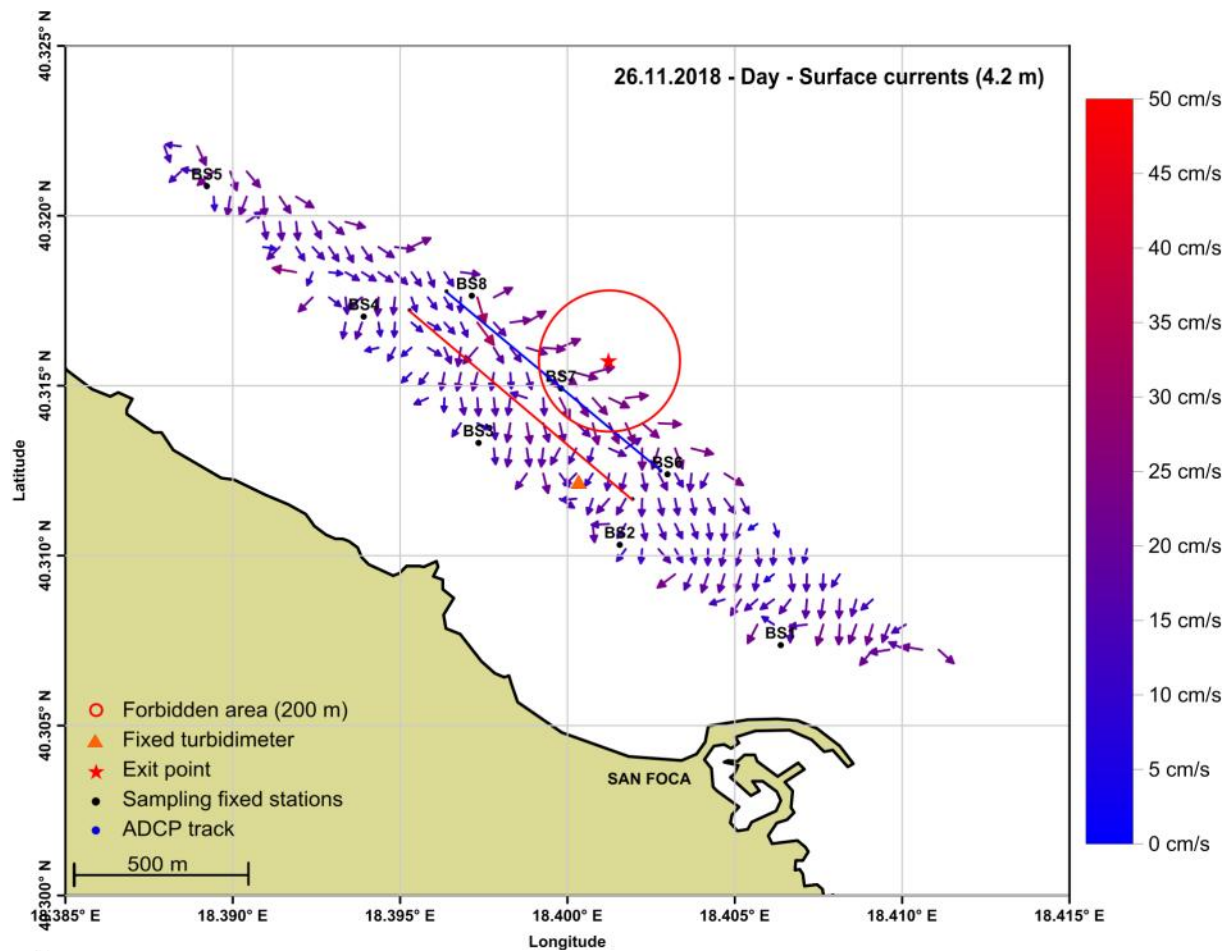 26.11.2018 - Day - Surface currents (4.2 m)
40.325° N
40.320° N
40.315° N
40.310° N
40.305° N
40.300° N
Latitude
BS5
BS8
BS4
BS7
BS3
BS6
BS2
BS1
SAN FOCA
Forbidden area (200 m)
Fixed turbidimeter
Exit point
Sampling fixed stations
ADCP track
500 m
18.385° E
18.390° E
18.395° E
18.400° E
18.405° E
18.410° E
18.415° E
Longitude
50 cm/s
45 cm/s
40 cm/s
35 cm/s
30 cm/s
25 cm/s
20 cm/s
15 cm/s
10 cm/s
5 cm/s
0 cm/s